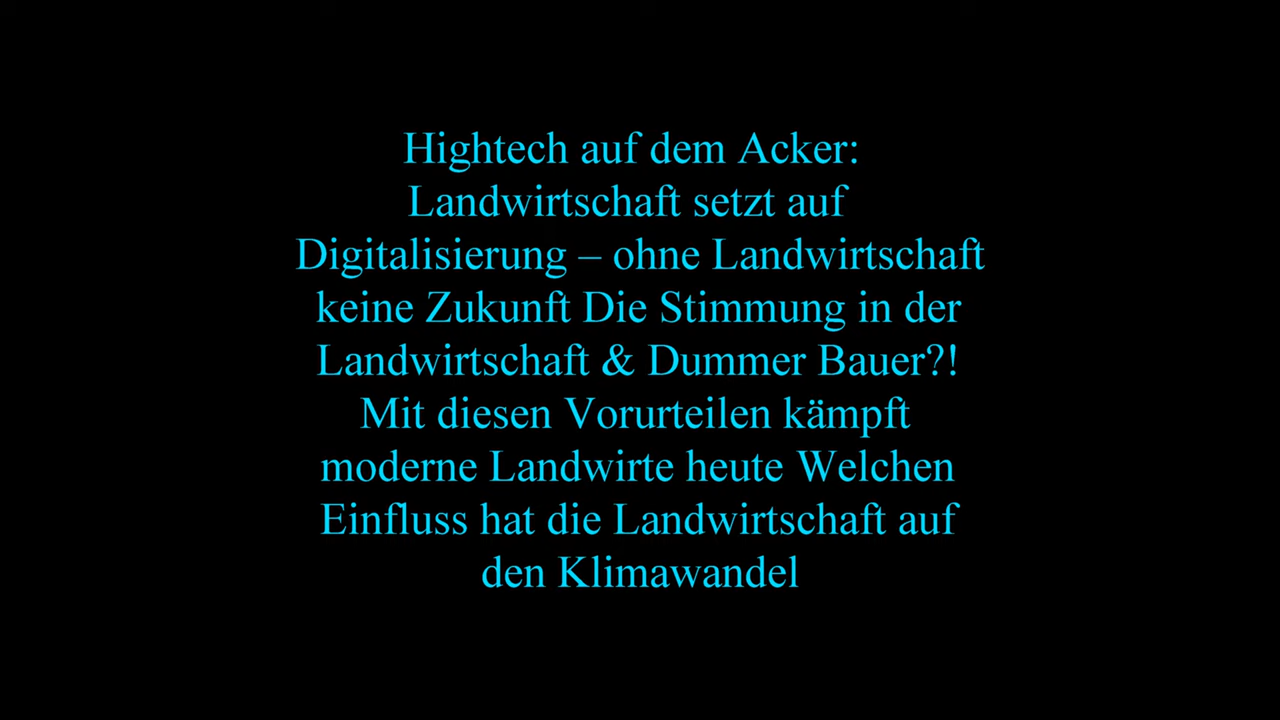 Hightech auf dem Acker:
Landwirtschaft setzt auf
Digitalisierung – ohne Landwirtschaft
keine Zukunft Die Stimmung in der
Landwirtschaft & Dummer Bauer?!
Mit diesen Vorurteilen kämpft
moderne Landwirte heute Welchen
Einfluss hat die Landwirtschaft auf
den Klimawandel